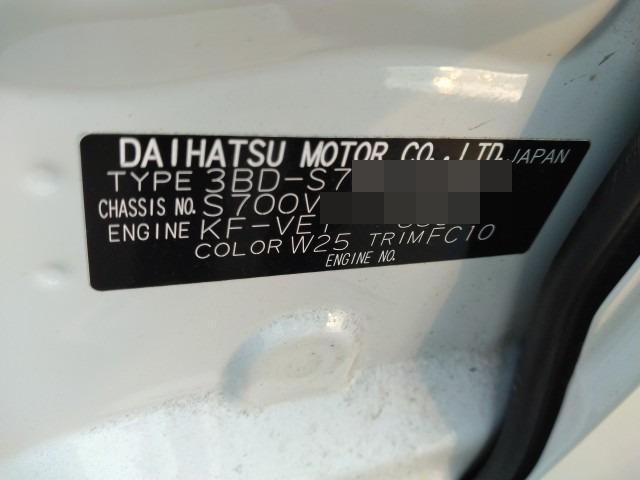 DAIHATSU MOTOR CO., LTD. JAPAN
TYPE 3BD-S7
CHASSIS NO. S700V
ENGINE KF-VE
COLOR W25 TRIM FC10
ENGINE NO.